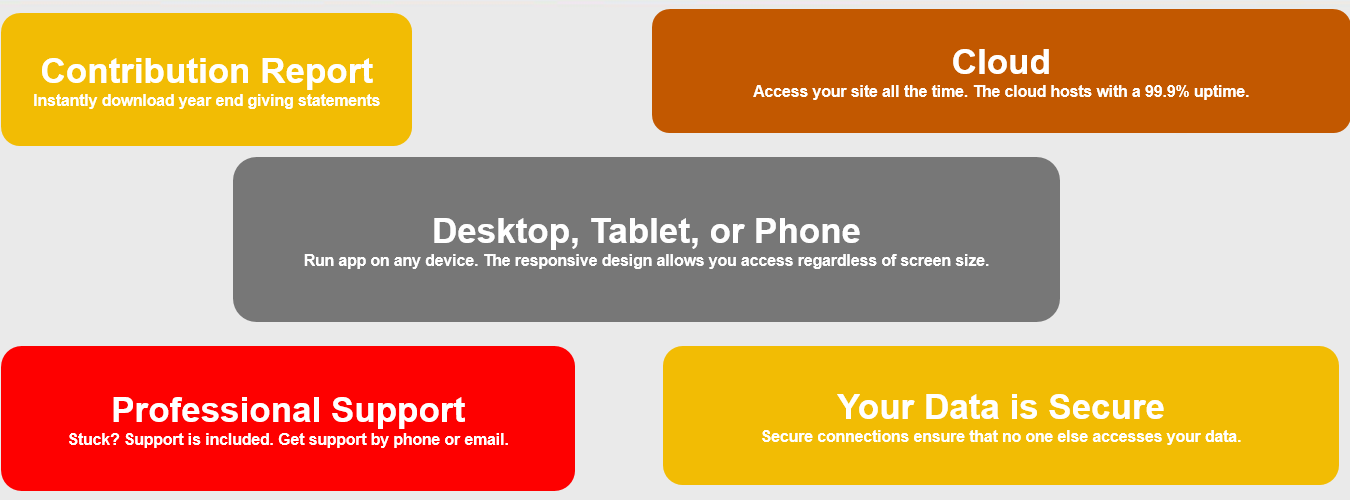 Contribution Report
Instantly download year end giving statements
Cloud
Access your site all the time. The cloud hosts with a 99.9% uptime.
Desktop, Tablet, or Phone
Run app on any device. The responsive design allows you access regardless of screen size.
Professional Support
Stuck? Support is included. Get support by phone or email.
Your Data is Secure
Secure connections ensure that no one else accesses your data.